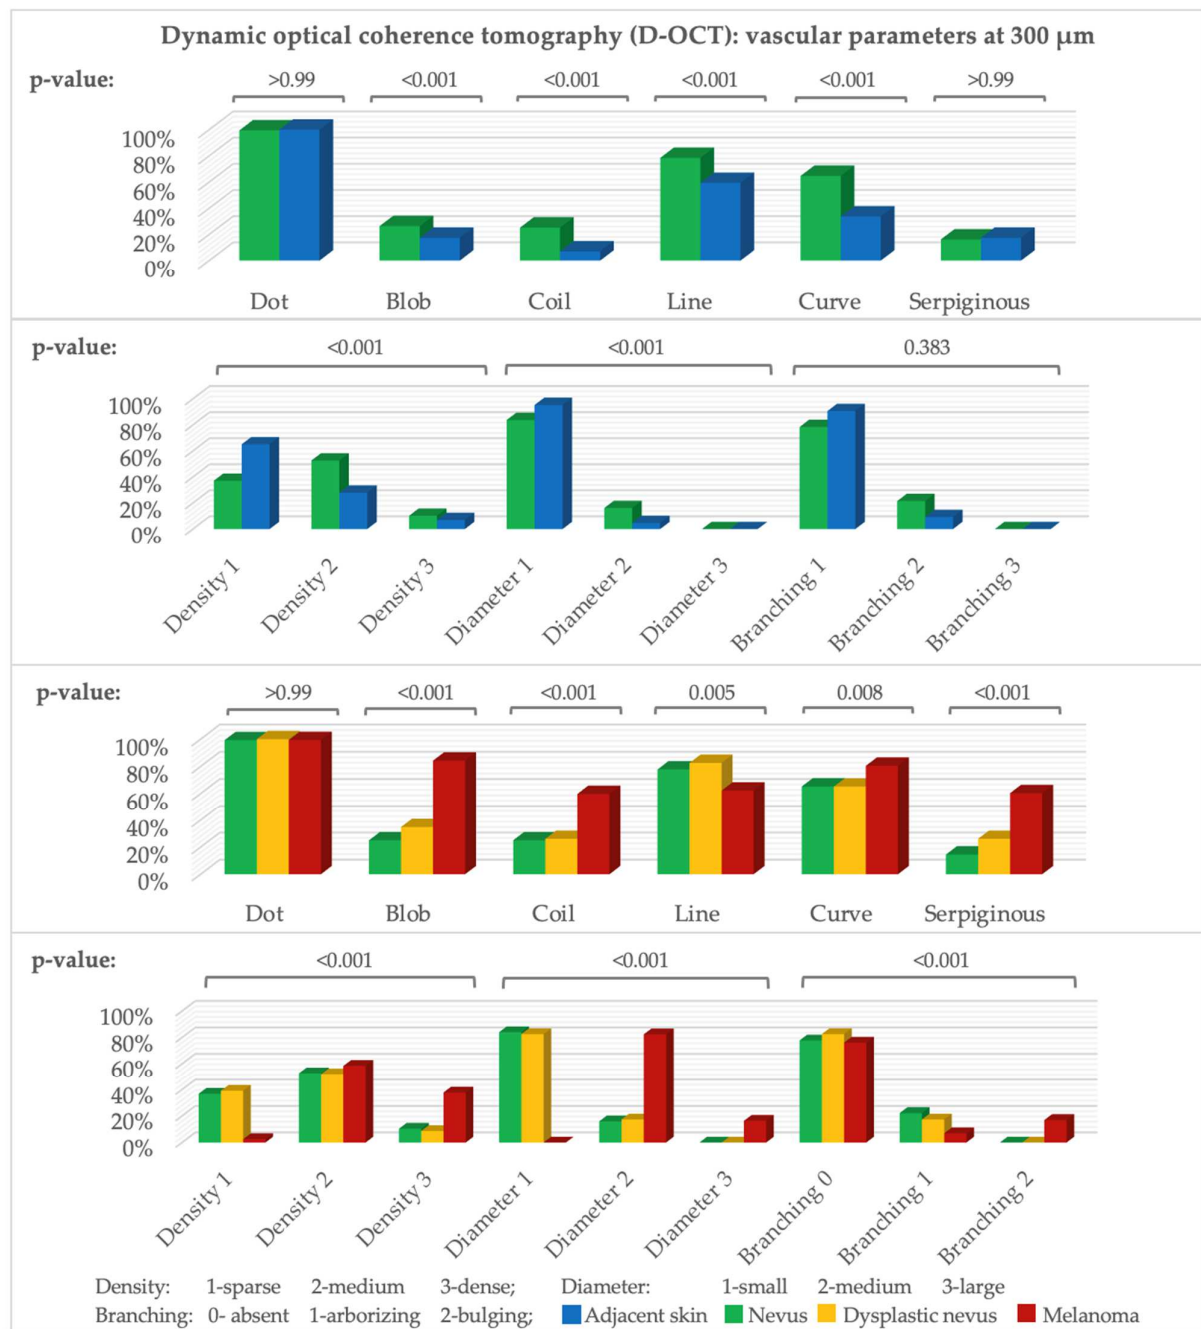 Dynamic optical coherence tomography (D-OCT): vascular parameters at 300 µm
p-value: >0.99 <0.001 <0.001 <0.001 <0.001 >0.99
100%
80%
60%
40%
20%
0%
Dot Blob Coil Line Curve Serpiginous
p-value: <0.001 <0.001 0.383
100%
80%
60%
40%
20%
0%
Density 1 Density 2 Density 3 Diameter 1 Diameter 2 Diameter 3 Branching 1 Branching 2 Branching 3
p-value: >0.99 <0.001 <0.001 0.005 0.008 <0.001
100%
80%
60%
40%
20%
0%
Dot Blob Coil Line Curve Serpiginous
p-value: <0.001 <0.001 <0.001
100%
80%
60%
40%
20%
0%
Density 1 Density 2 Density 3 Diameter 1 Diameter 2 Diameter 3 Branching 0 Branching 1 Branching 2
Density: 1-sparse 2-medium 3-dense; Diameter: 1-small 2-medium 3-large
Branching: 0- absent 1-arborizing 2-bulging; Adjacent skin Nevus Dysplastic nevus Melanoma